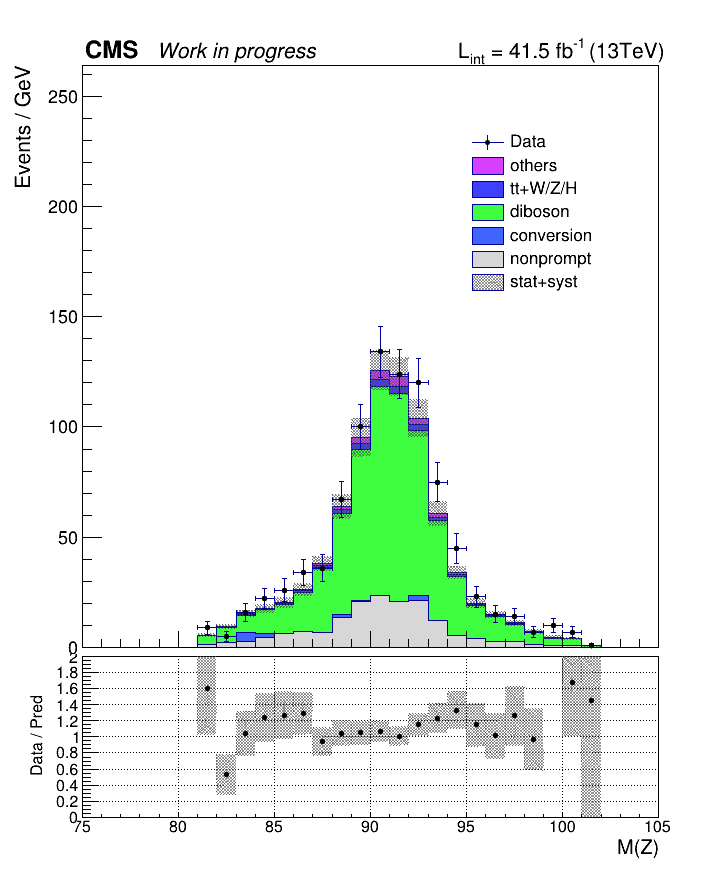 CMS Work in progress L_int = 41.5 fb^-1 (13TeV)
Events / GeV
250
200
150
100
50
0
Data
others
tt+W/Z/H
diboson
conversion
nonprompt
stat+syst
Data / Pred
2
1.8
1.6
1.4
1.2
1
0.8
0.6
0.4
0.2
0
75 80 85 90 95 100 105
M(Z)